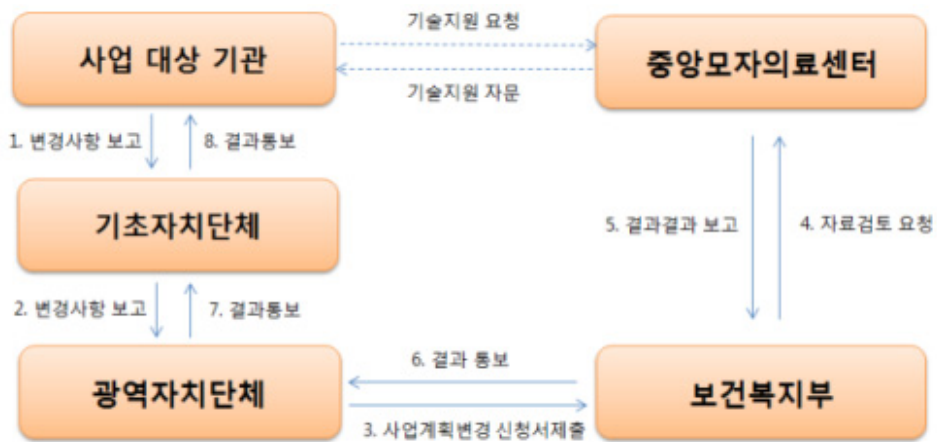 기술지원 요청
사업 대상 기관
중앙모자의료센터
기술지원 자문
1. 변경사항 보고
8. 결과통보
기초자치단체
5. 결과결과 보고
4. 자료검토 요청
2. 변경사항 보고
7. 결과통보
6. 결과 통보
광역자치단체
보건복지부
3. 사업계획변경 신청서제출